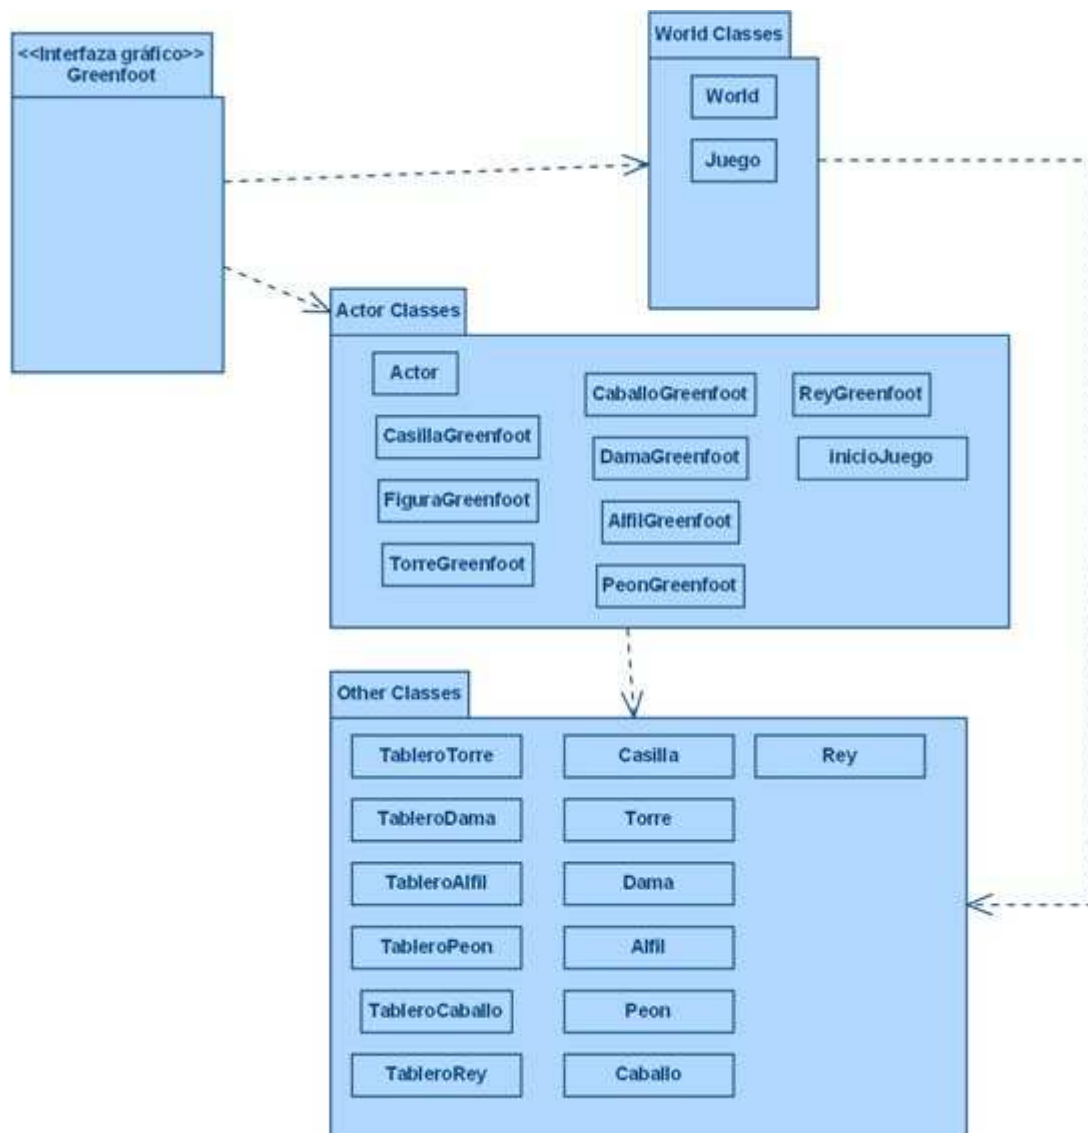 <<Interfaza gráfico>>
Greenfoot
World Classes
World
Juego
Actor Classes
Actor
CasillaGreenfoot
FiguraGreenfoot
TorreGreenfoot
CaballoGreenfoot
DamaGreenfoot
AlfilGreenfoot
PeonGreenfoot
ReyGreenfoot
inicioJuego
Other Classes
TableroTorre
TableroDama
TableroAlfil
TableroPeon
TableroCaballo
TableroRey
Casilla
Torre
Dama
Alfil
Peon
Caballo
Rey